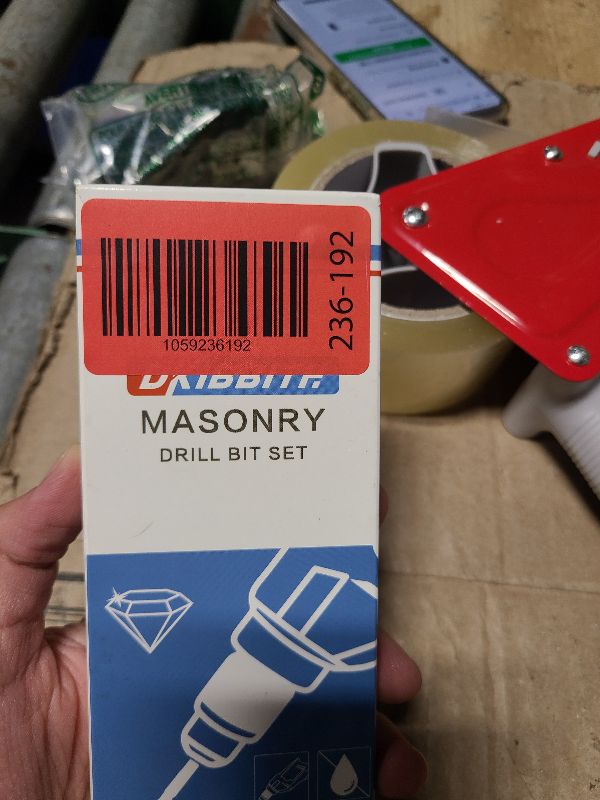 236-192
1059236192
MASONRY
DRILL BIT SET